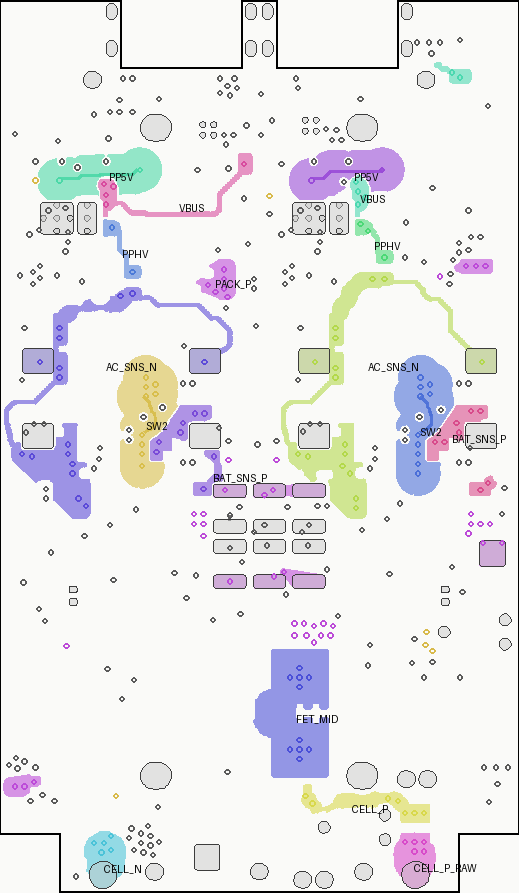 PP5V
PP5V
VBUS
VBUS
PPHV
PPHV
PACK_P
AC_SNS_N
AC_SNS_N
SW2
SW2
BAT_SNS_P
BAT_SNS_P
FET_MID
CELL_P
CELL_N
CELL_P_RAW